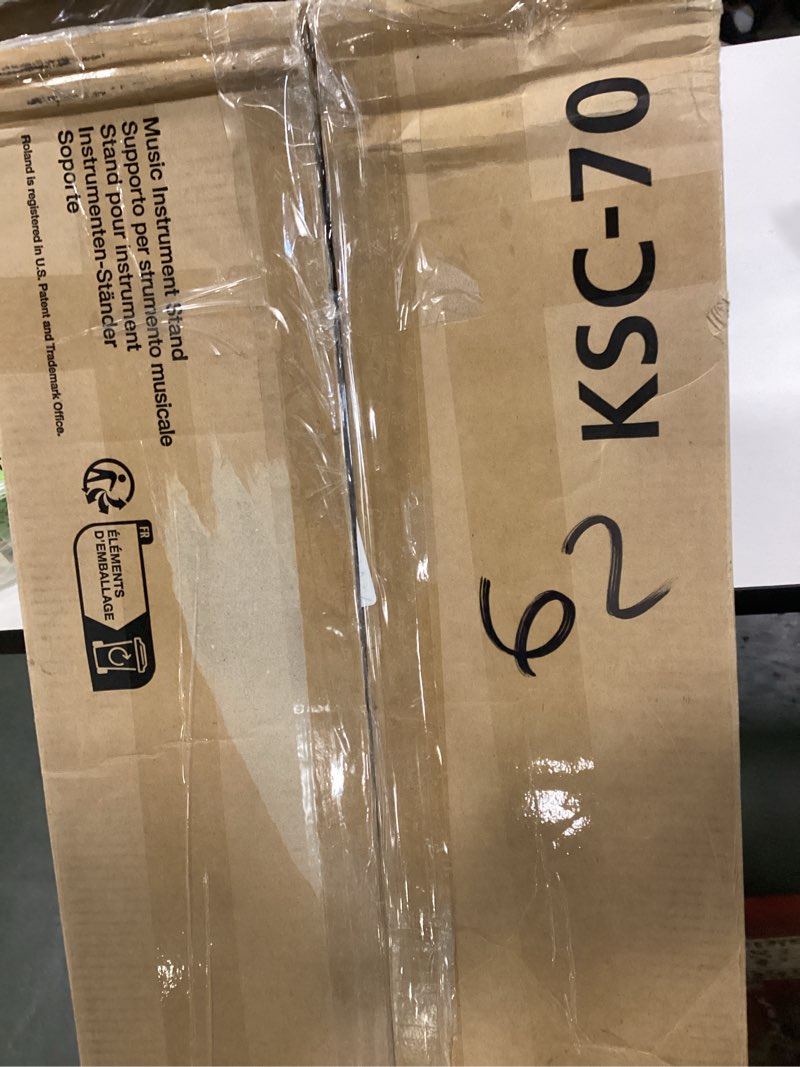 KSC-70
62
Music Instrument Stand
Supporto per strumento musicale
Stand pour instrument
Instrumenten-Ständer
Soporte
Roland is registered in U.S. Patent and Trademark Office.
FR
ÉLÉMENTS
D'EMBALLAGE